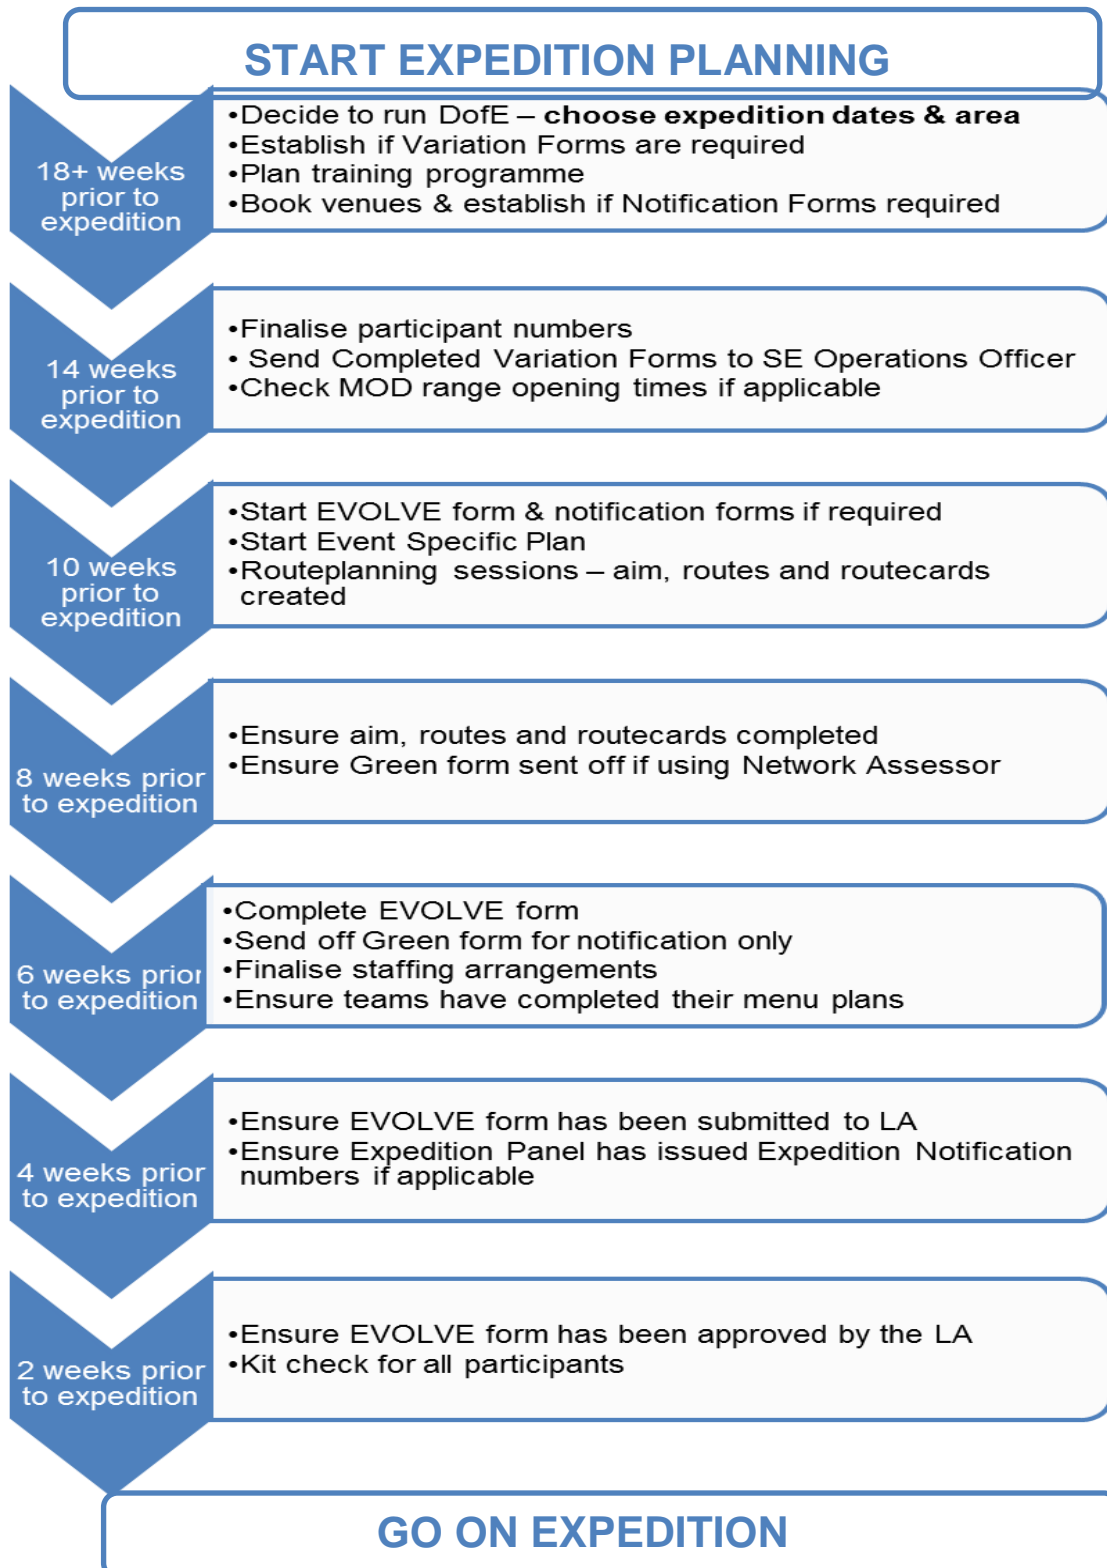 START EXPEDITION PLANNING
18+ weeks
prior to
expedition
•Decide to run DofE – choose expedition dates & area
•Establish if Variation Forms are required
•Plan training programme
•Book venues & establish if Notification Forms required
14 weeks
prior to
expedition
•Finalise participant numbers
• Send Completed Variation Forms to SE Operations Officer
•Check MOD range opening times if applicable
10 weeks
prior to
expedition
•Start EVOLVE form & notification forms if required
•Start Event Specific Plan
•Routeplanning sessions – aim, routes and routecards
created
8 weeks prior
to expedition
•Ensure aim, routes and routecards completed
•Ensure Green form sent off if using Network Assessor
6 weeks prior
to expedition
•Complete EVOLVE form
•Send off Green form for notification only
•Finalise staffing arrangements
•Ensure teams have completed their menu plans
4 weeks prior
to expedition
•Ensure EVOLVE form has been submitted to LA
•Ensure Expedition Panel has issued Expedition Notification
numbers if applicable
2 weeks prior
to expedition
•Ensure EVOLVE form has been approved by the LA
•Kit check for all participants
GO ON EXPEDITION